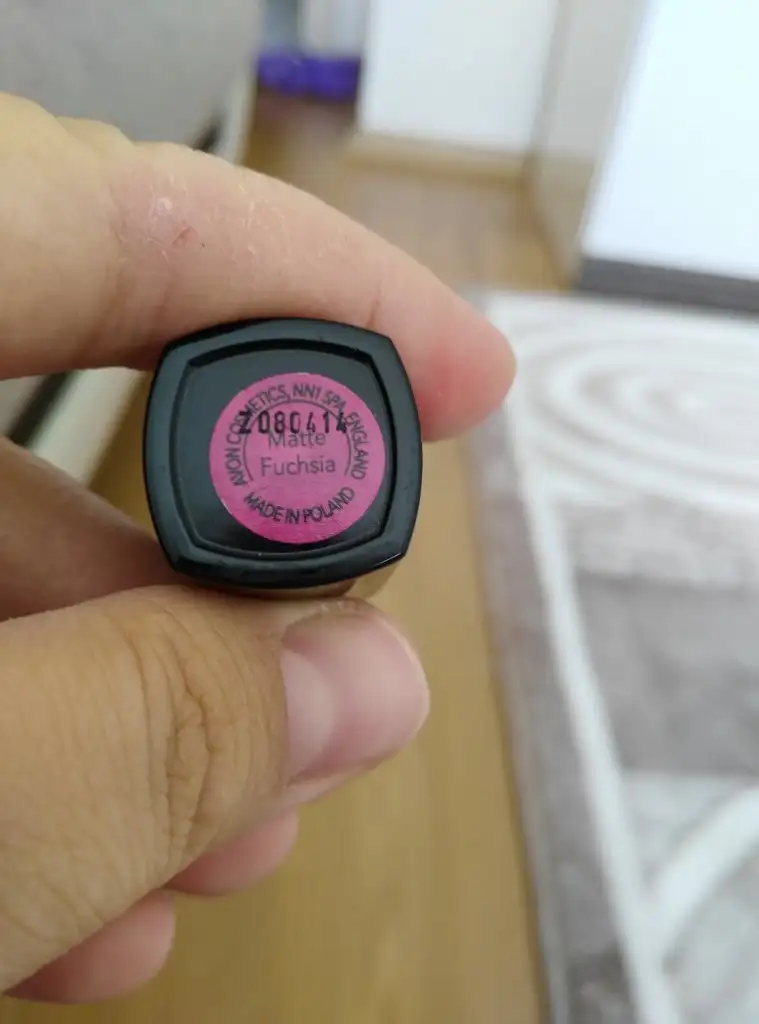 AVON COSMETICS, NN1 5PA, ENGLAND
Z080414
Matte
Fuchsia
MADE IN POLAND